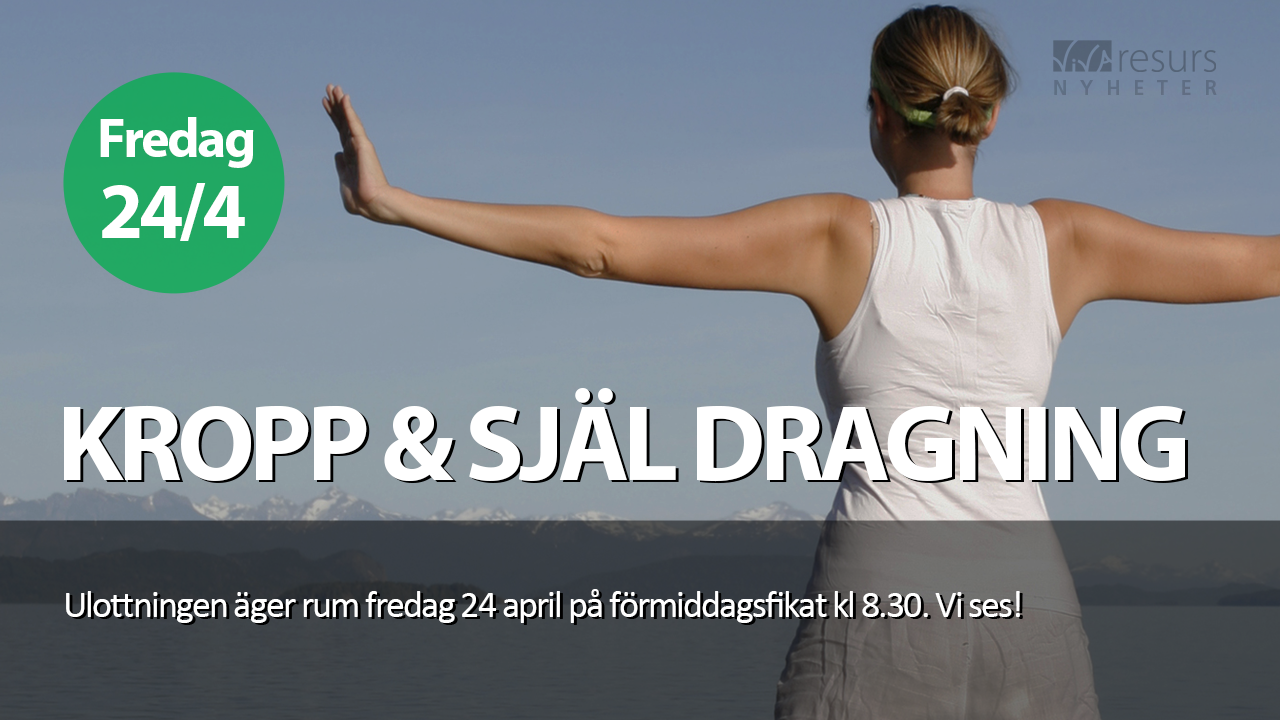 Fredag
24/4
VIVAresurs
NYHETER
KROPP & SJÄL DRAGNING
Ulottningen äger rum fredag 24 april på förmiddagsfikat kl 8.30. Vi ses!